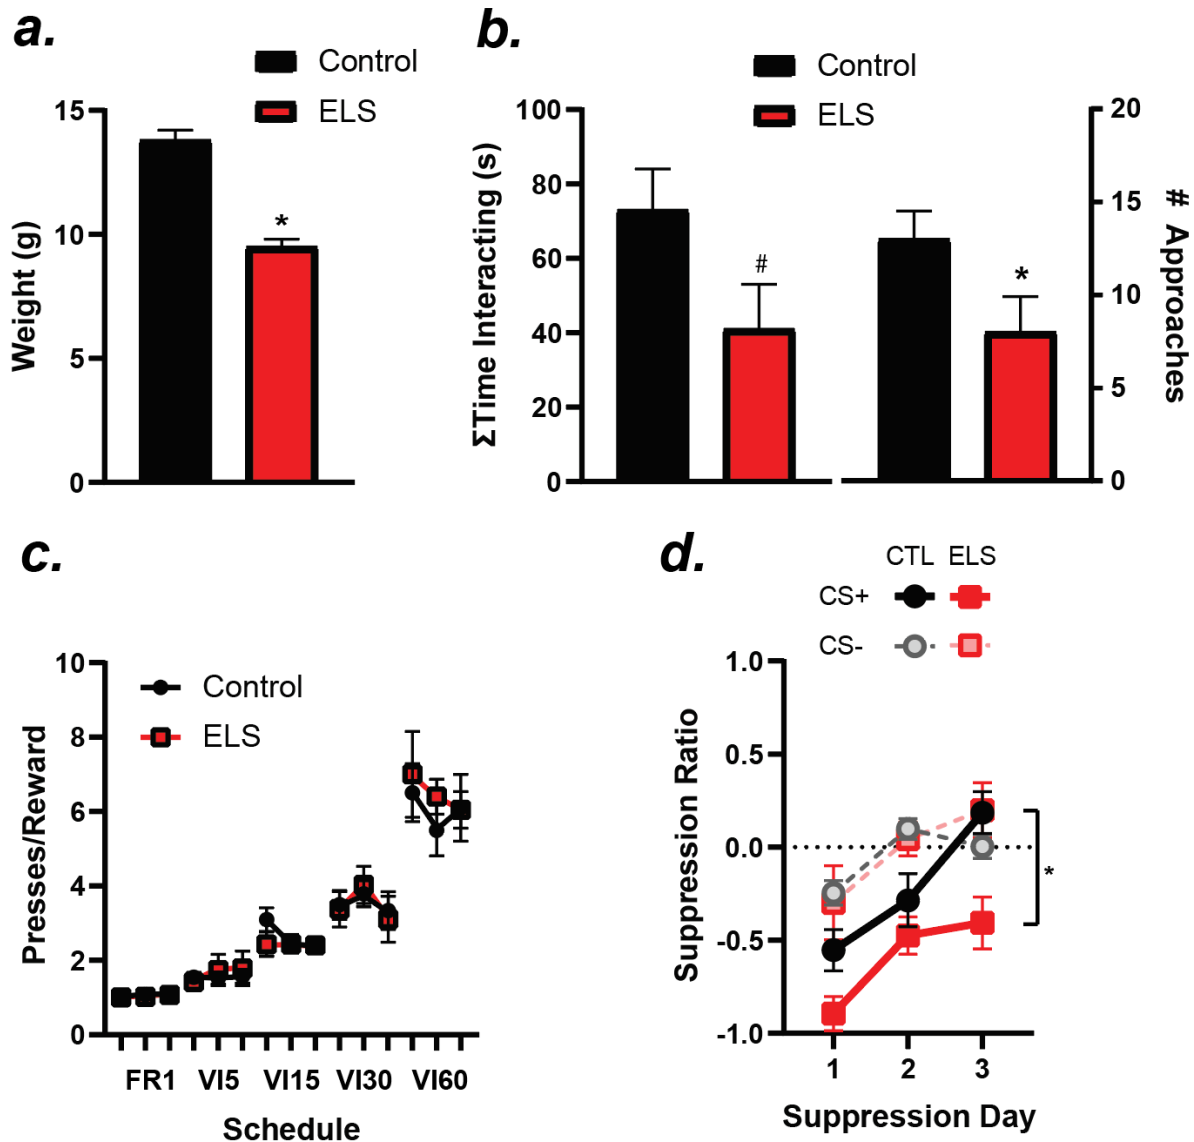 a.
Control
ELS
15
10
5
0
Weight (g)
*
b.
Control
ELS
100
80
60
40
20
0
ΣTime Interacting (s)
#
*
20
15
10
5
0
# Approaches
c.
Control
ELS
10
8
6
4
2
0
Presses/Reward
FR1 VI5 VI15 VI30 VI60
Schedule
d.
CTL ELS
CS+
CS-
1.0
0.5
0.0
-0.5
-1.0
Suppression Ratio
*
1 2 3
Suppression Day